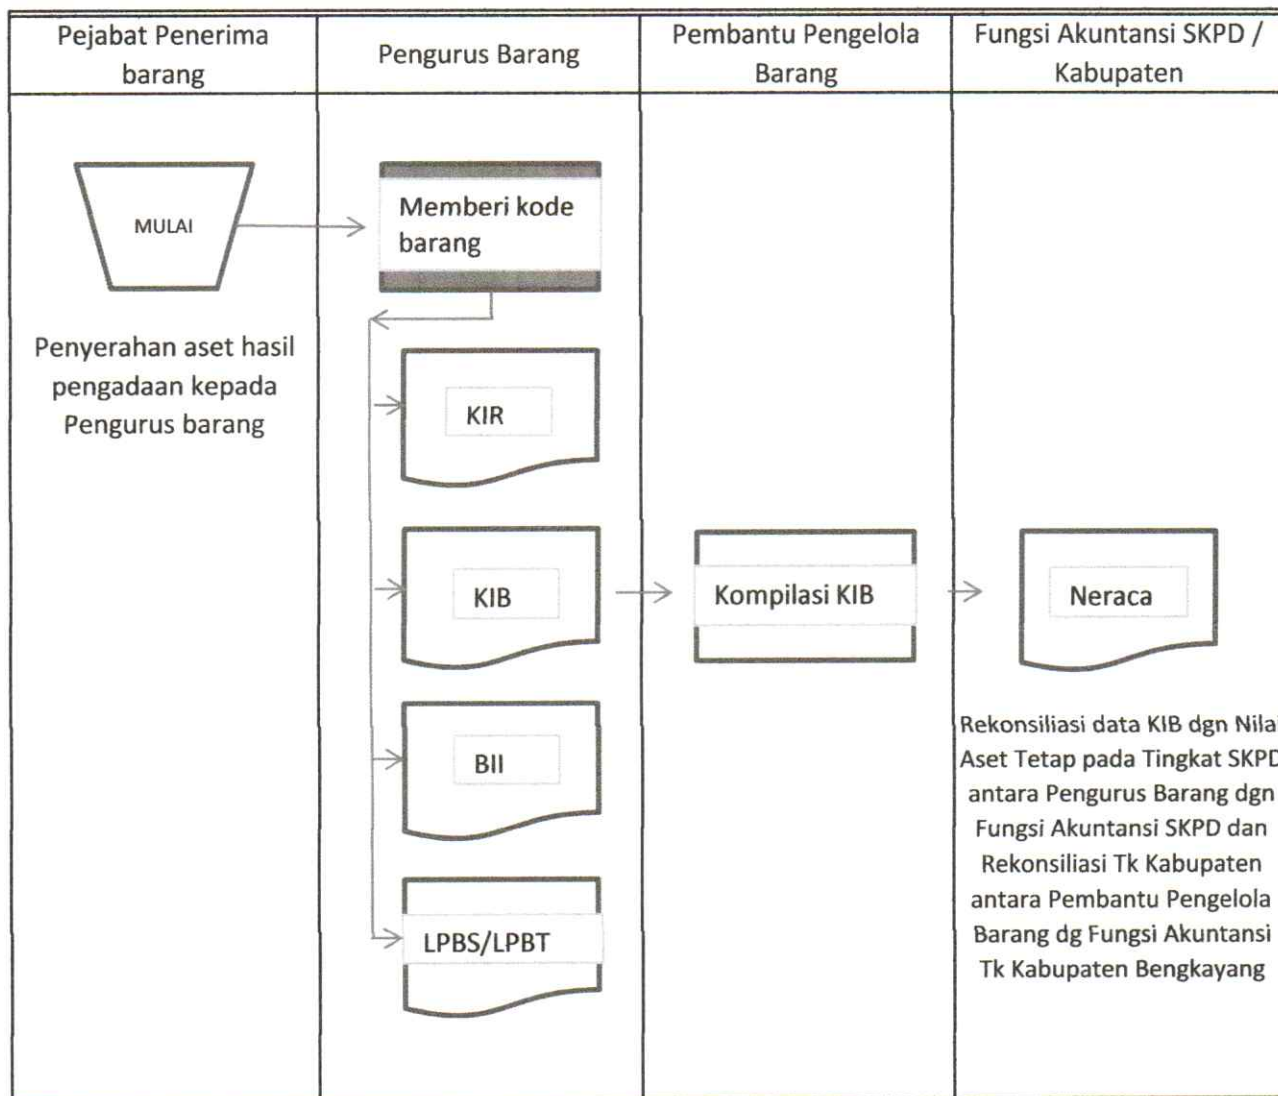 Pejabat Penerima
barang
Pengurus Barang
Pembantu Pengelola
Barang
Fungsi Akuntansi SKPD /
Kabupaten
MULAI
Penyerahan aset hasil
pengadaan kepada
Pengurus barang
Memberi kode
barang
KIR
KIB
BII
LPBS/LPBT
Kompilasi KIB
Neraca
Rekonsiliasi data KIB dgn Nilai
Aset Tetap pada Tingkat SKPD
antara Pengurus Barang dgn
Fungsi Akuntansi SKPD dan
Rekonsiliasi Tk Kabupaten
antara Pembantu Pengelola
Barang dg Fungsi Akuntansi
Tk Kabupaten Bengkayang